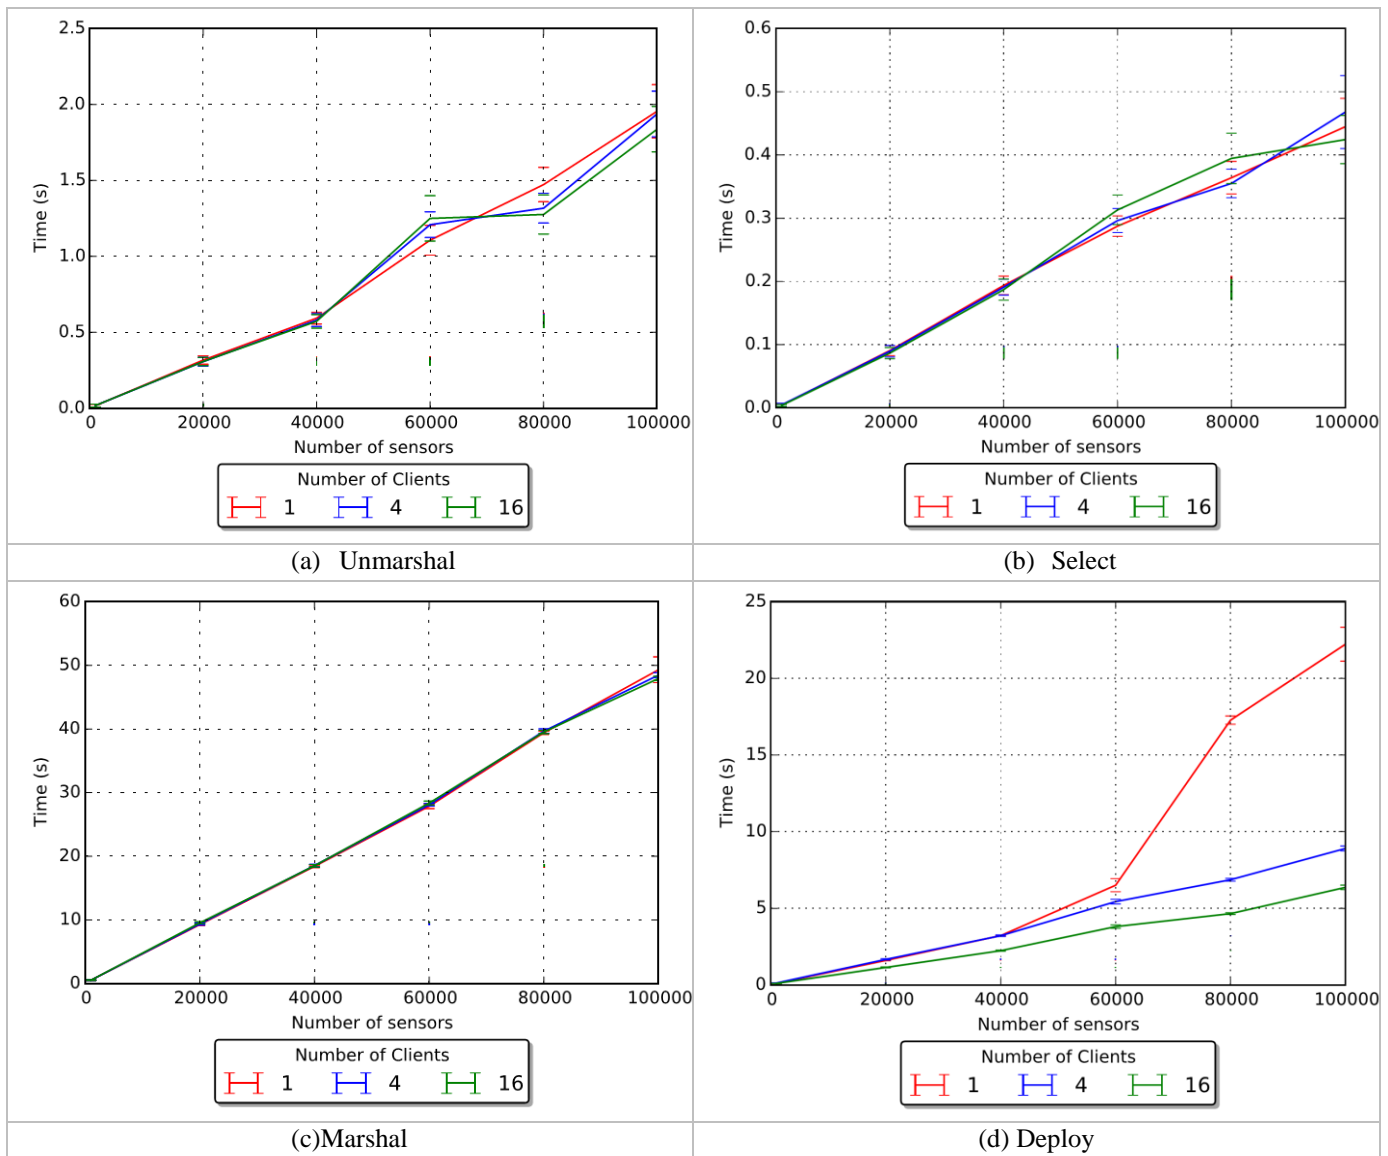 2.5
2.0
1.5
1.0
0.5
0.0
Time (s)
0 20000 40000 60000 80000 100000
Number of sensors
Number of Clients
1 4 16
(a) Unmarshal
0.6
0.5
0.4
0.3
0.2
0.1
0.0
Time (s)
0 20000 40000 60000 80000 100000
Number of sensors
Number of Clients
1 4 16
(b) Select
60
50
40
30
20
10
0
Time (s)
0 20000 40000 60000 80000 100000
Number of sensors
Number of Clients
1 4 16
(c)Marshal
25
20
15
10
5
0
Time (s)
0 20000 40000 60000 80000 100000
Number of sensors
Number of Clients
1 4 16
(d) Deploy